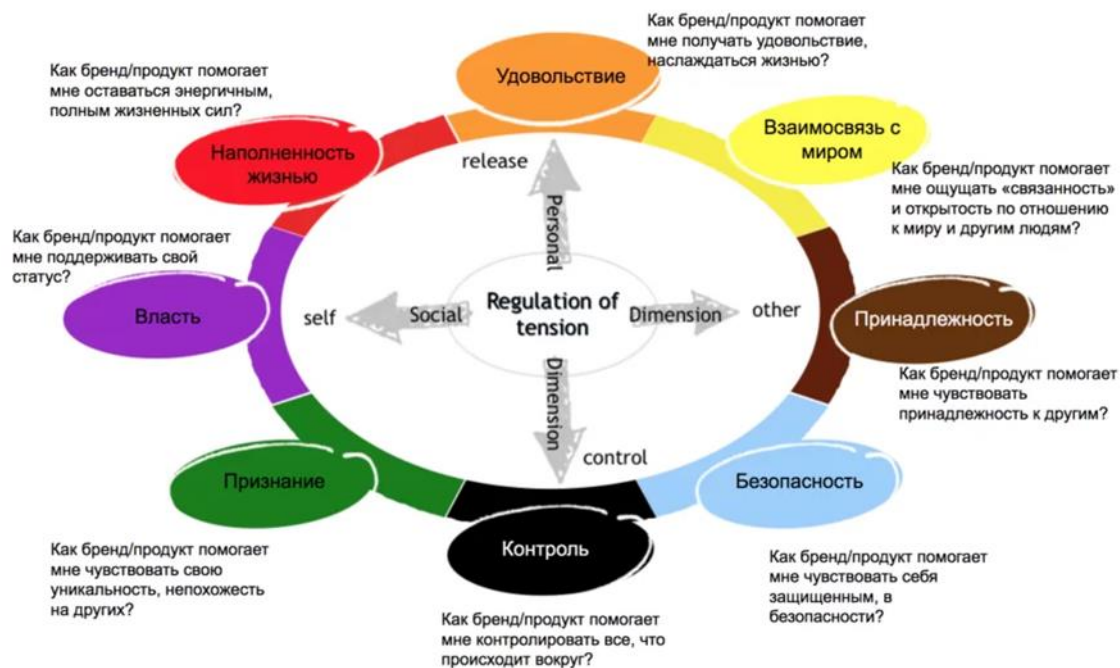 Как бренд/продукт помогает
мне получать удовольствие,
наслаждаться жизнью?
Удовольствие
Как бренд/продукт помогает
мне оставаться энергичным,
полным жизненных сил?
Наполненность
жизнью
Взаимосвязь с
миром
Как бренд/продукт помогает
мне ощущать «связанность»
и открытость по отношению
к миру и другим людям?
release
Personal
Как бренд/продукт помогает
мне поддерживать свой
статус?
Власть
self
Social
Regulation of
tension
Dimension
other
Принадлежность
Как бренд/продукт помогает
мне чувствовать
принадлежность к другим?
Dimension
control
Признание
Как бренд/продукт помогает
мне чувствовать свою
уникальность, непохожесть
на других?
Контроль
Как бренд/продукт помогает
мне контролировать все, что
происходит вокруг?
Безопасность
Как бренд/продукт помогает
мне чувствовать себя
защищенным, в
безопасности?